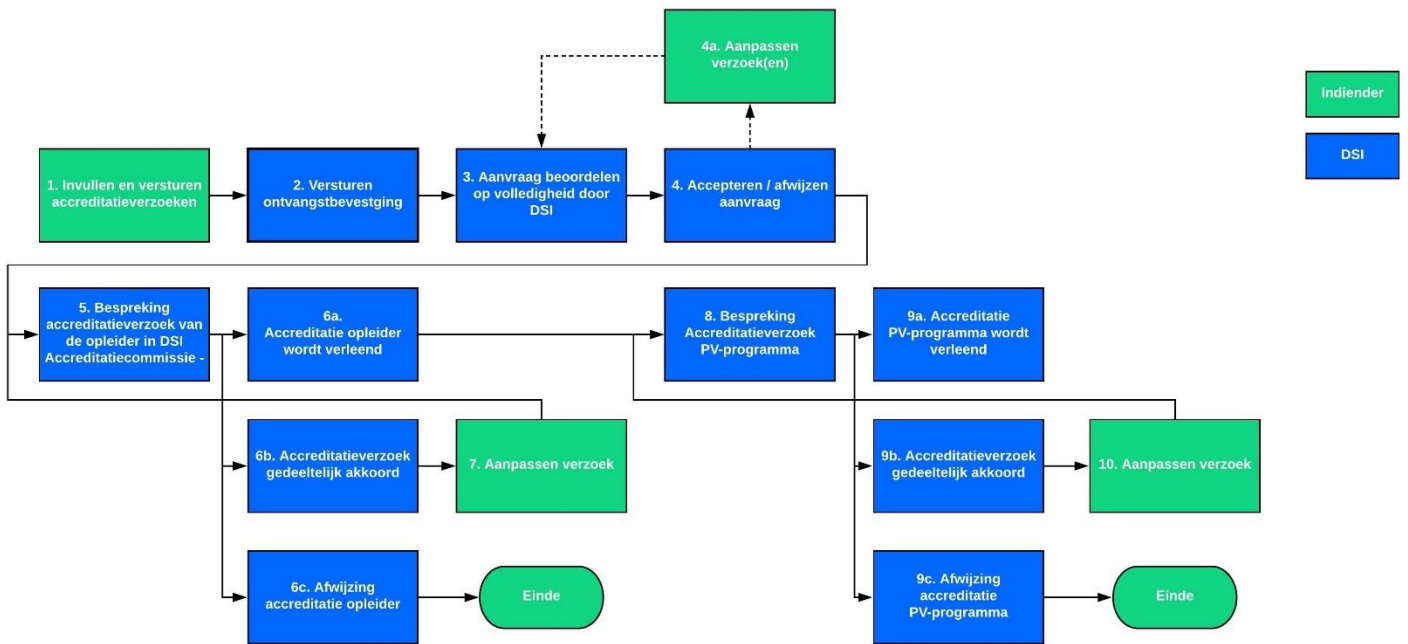 4a. Aanpassen
verzoek(en)
Indiender
DSI
1. Invullen en versturen
accreditatieverzoeken
2. Versturen
ontvangstbevestging
3. Aanvraag beoordelen
op volledigheid door
DSI
4. Accepteren / afwijzen
aanvraag
5. Bespreking
accreditatieverzoek van
de opleider in DSI
Accreditatiecommissie -
6a.
Accreditatie opleider
wordt verleend
8. Bespreking
Accreditatieverzoek
PV-programma
9a. Accreditatie
PV-programma wordt
verleend
6b. Accreditatieverzoek
gedeeltelijk akkoord
7. Aanpassen verzoek
9b. Accreditatieverzoek
gedeeltelijk akkoord
10. Aanpassen verzoek
6c. Afwijzing
accreditatie opleider
Einde
9c. Afwijzing
accreditatie
PV-programma
Einde